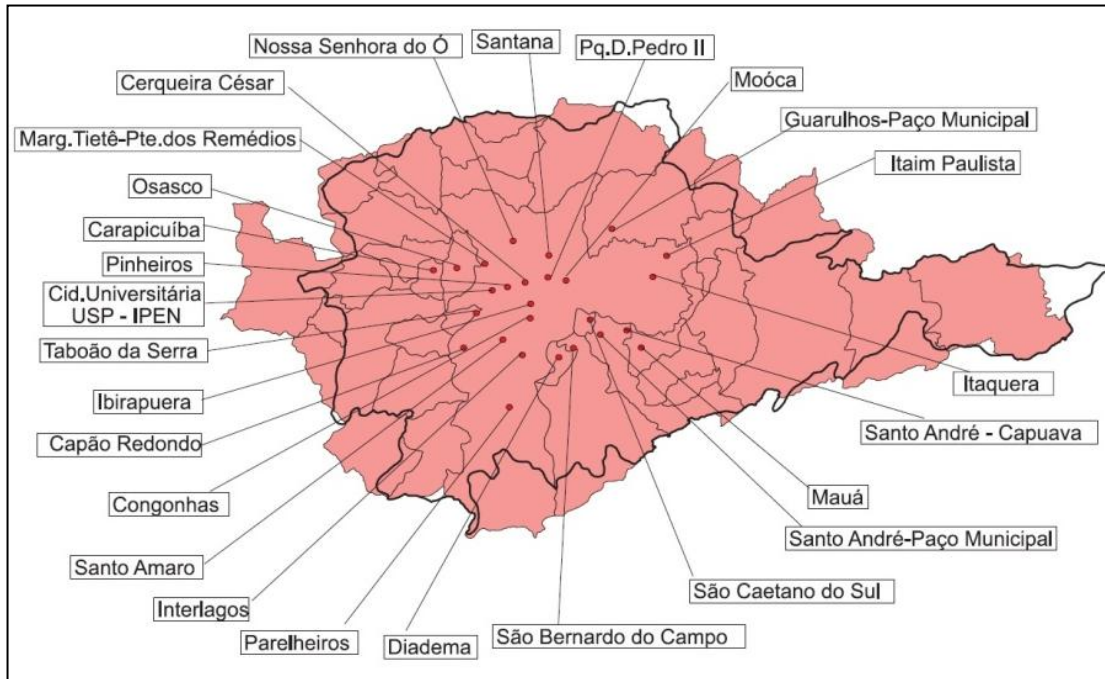 Nossa Senhora do Ó
Santana
Pq.D.Pedro II
Cerqueira César
Moóca
Marg.Tietê-Pte.dos Remédios
Guarulhos-Paço Municipal
Osasco
Itaim Paulista
Carapicuíba
Pinheiros
Cid.Universitária
USP - IPEN
Taboão da Serra
Ibirapuera
Itaquera
Capão Redondo
Santo André - Capuava
Congonhas
Mauá
Santo André-Paço Municipal
Santo Amaro
São Caetano do Sul
Interlagos
São Bernardo do Campo
Parelheiros
Diadema